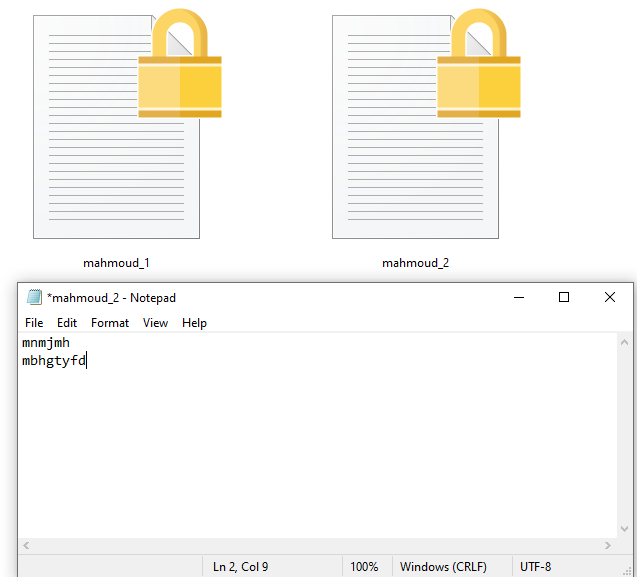 mahmoud_1
mahmoud_2
*mahmoud_2 - Notepad
File Edit Format View Help
mnmjmh
mbhgtyfd
Ln 2, Col 9 100% Windows (CRLF) UTF-8